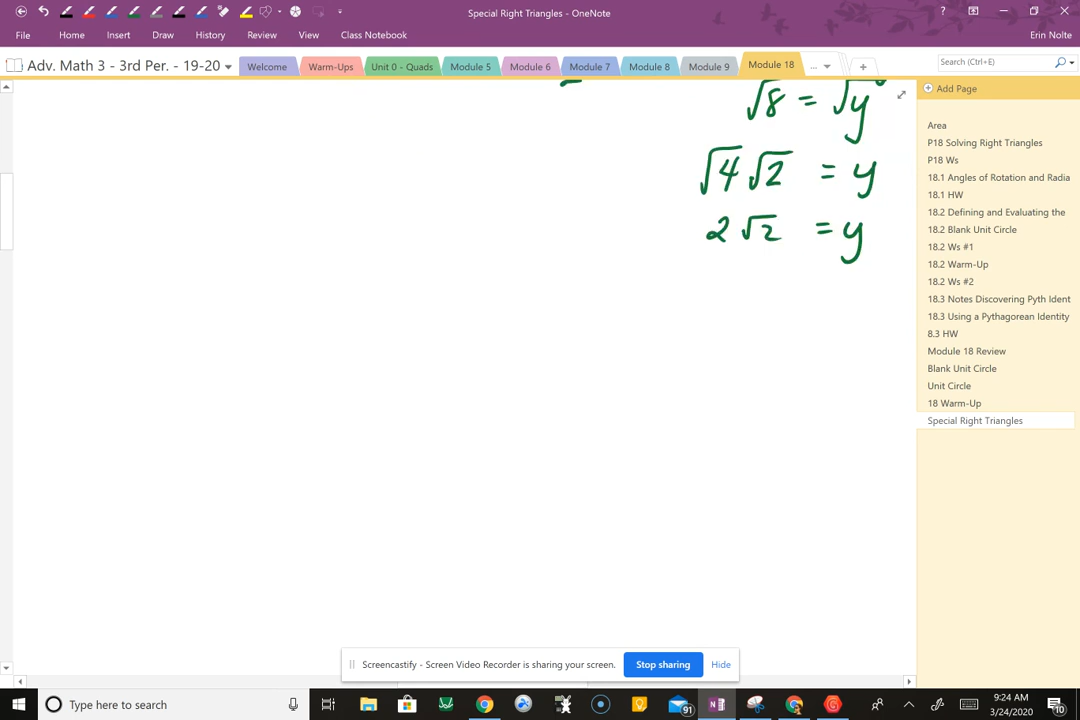 Special Right Triangles - OneNote
?
File Home Insert Draw History Review View Class Notebook
Erin Nolte
Adv. Math 3 - 3rd Per. - 19-20
Welcome Warm-Ups Unit 0 - Quads Module 5 Module 6 Module 7 Module 8 Module 9 Module 18 ... +
Search (Ctrl+E)
Add Page
Area
P18 Solving Right Triangles
P18 Ws
18.1 Angles of Rotation and Radia
18.1 HW
18.2 Defining and Evaluating the
18.2 Blank Unit Circle
18.2 Ws #1
18.2 Warm-Up
18.2 Ws #2
18.3 Notes Discovering Pyth Ident
18.3 Using a Pythagorean Identity
8.3 HW
Module 18 Review
Blank Unit Circle
Unit Circle
18 Warm-Up
Special Right Triangles
√8 = √y
√4 √2 = y
2 √2 = y
Screencastify - Screen Video Recorder is sharing your screen. Stop sharing Hide
Type here to search
91
9:24 AM
3/24/2020
10